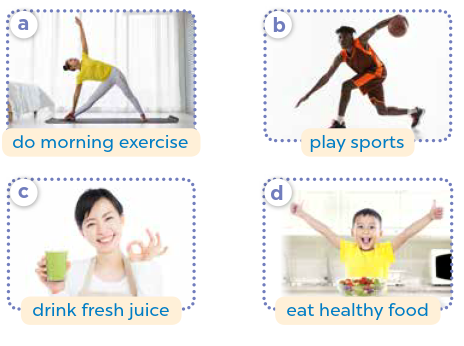 a
b
do morning exercise
play sports
c
d
drink fresh juice
eat healthy food